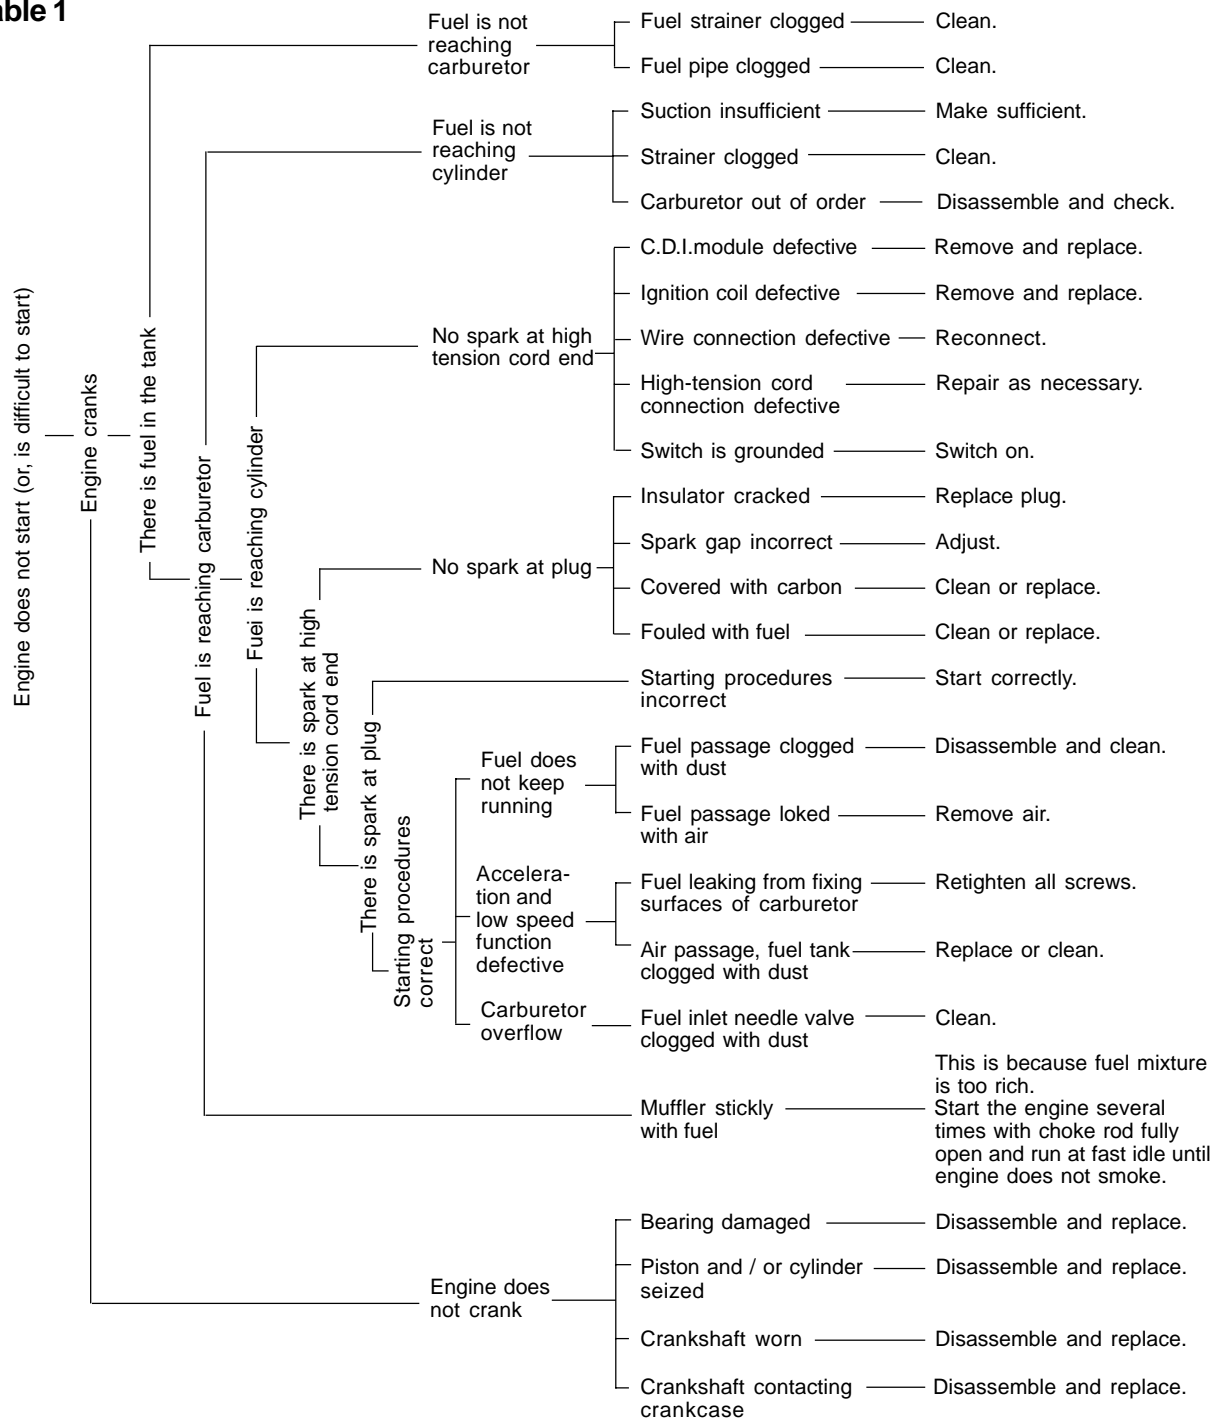 able 1
Engine does not start (or, is difficult to start)
Engine cranks
There is fuel in the tank
Fuel is reaching carburetor
Fuei is reaching cylinder
There is spark at high
tension cord end
There is spark at plug
Starting procedures
correct
Fuel is not
reaching
carburetor
Fuel strainer clogged
Clean.
Fuel pipe clogged
Clean.
Fuel is not
reaching
cylinder
Suction insufficient
Make sufficient.
Strainer clogged
Clean.
Carburetor out of order
Disassemble and check.
No spark at high
tension cord end
C.D.I.module defective
Remove and replace.
Ignition coil defective
Remove and replace.
Wire connection defective
Reconnect.
High-tension cord
connection defective
Repair as necessary.
Switch is grounded
Switch on.
No spark at plug
Insulator cracked
Replace plug.
Spark gap incorrect
Adjust.
Covered with carbon
Clean or replace.
Fouled with fuel
Clean or replace.
Starting procedures
incorrect
Start correctly.
Fuel does
not keep
running
Fuel passage clogged
with dust
Disassemble and clean.
Fuel passage loked
with air
Remove air.
Accelera-
tion and
low speed
function
defective
Fuel leaking from fixing
surfaces of carburetor
Retighten all screws.
Air passage, fuel tank
clogged with dust
Replace or clean.
Carburetor
overflow
Fuel inlet needle valve
clogged with dust
Clean.
Muffler stickly
with fuel
This is because fuel mixture
is too rich.
Start the engine several
times with choke rod fully
open and run at fast idle until
engine does not smoke.
Engine does
not crank
Bearing damaged
Disassemble and replace.
Piston and / or cylinder
seized
Disassemble and replace.
Crankshaft worn
Disassemble and replace.
Crankshaft contacting
crankcase
Disassemble and replace.